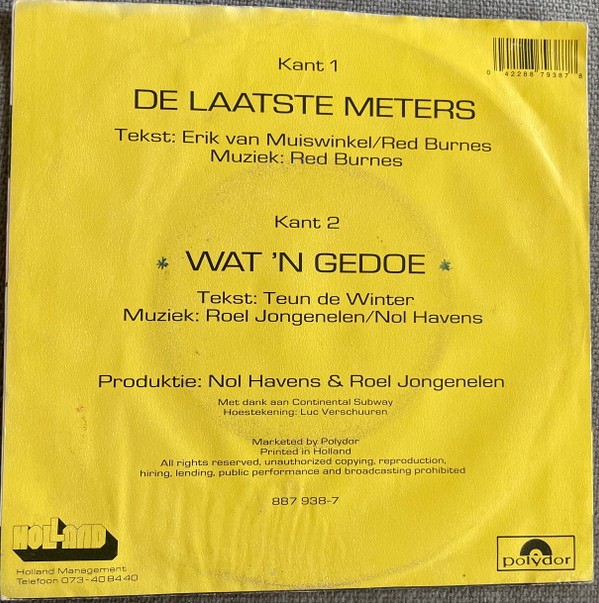 Kant 1
0 42288 79387 8
DE LAATSTE METERS
Tekst: Erik van Muiswinkel/Red Burnes
Muziek: Red Burnes
Kant 2
* WAT 'N GEDOE *
Tekst: Teun de Winter
Muziek: Roel Jongenelen/Nol Havens
Produktie: Nol Havens & Roel Jongenelen
Met dank aan Continental Subway
Hoestekening: Luc Verschuuren
Marketed by Polydor
Printed in Holland
All rights reserved, unauthorized copying, reproduction,
hiring, lending, public performance and broadcasting prohibited
887 938-7
HOLLAND
Holland Management
Telefoon 073-408440
polydor